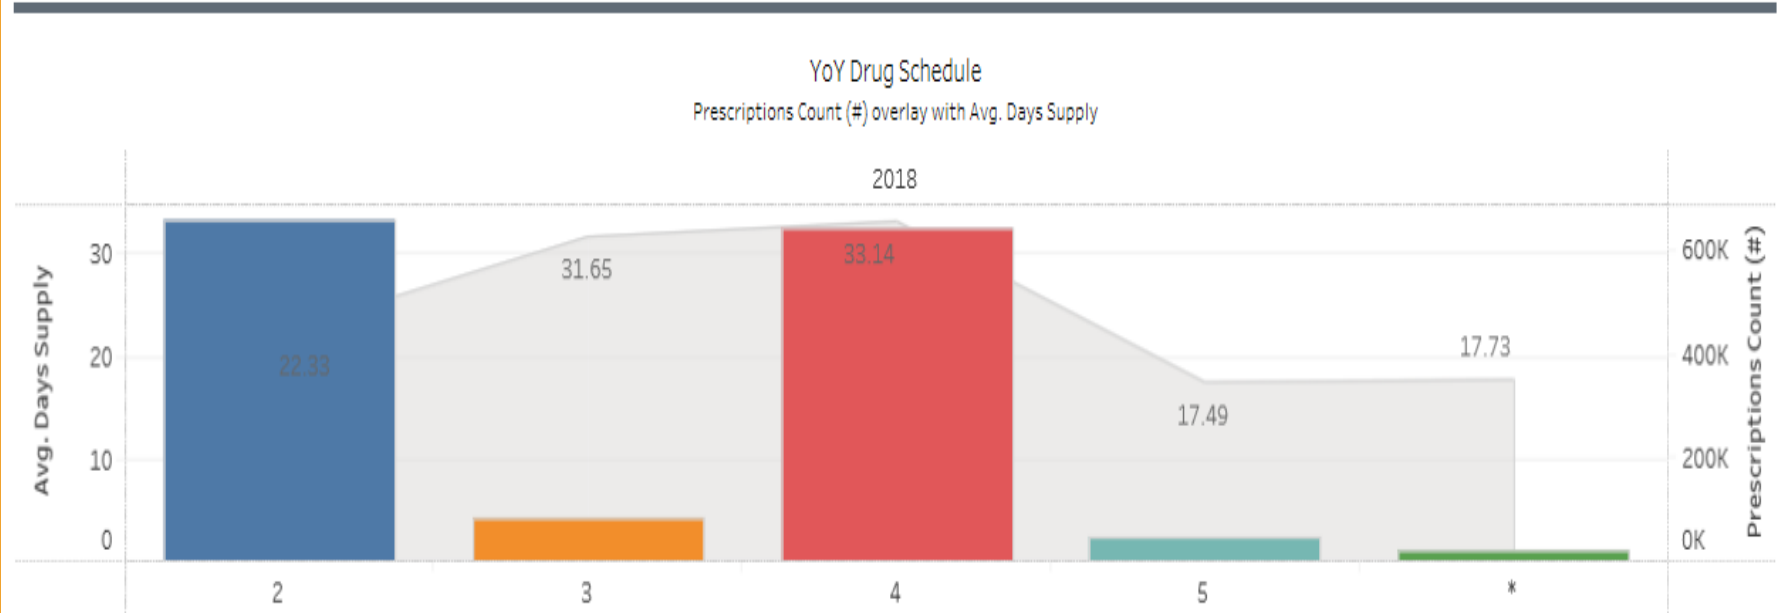 YoY Drug Schedule
Prescriptions Count (#) overlay with Avg. Days Supply
2018
Avg. Days Supply
30
20
10
0
22.33
31.65
33.14
17.49
17.73
600K
400K
200K
0K
Prescriptions Count (#)
2 3 4 5 *